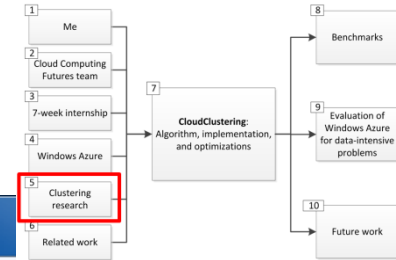 1
Me
2
Cloud Computing
Futures team
3
7-week internship
4
Windows Azure
5
Clustering
research
6
Related work
7
CloudClustering:
Algorithm, implementation,
and optimizations
8
Benchmarks
9
Evaluation of
Windows Azure
for data-intensive
problems
10
Future work